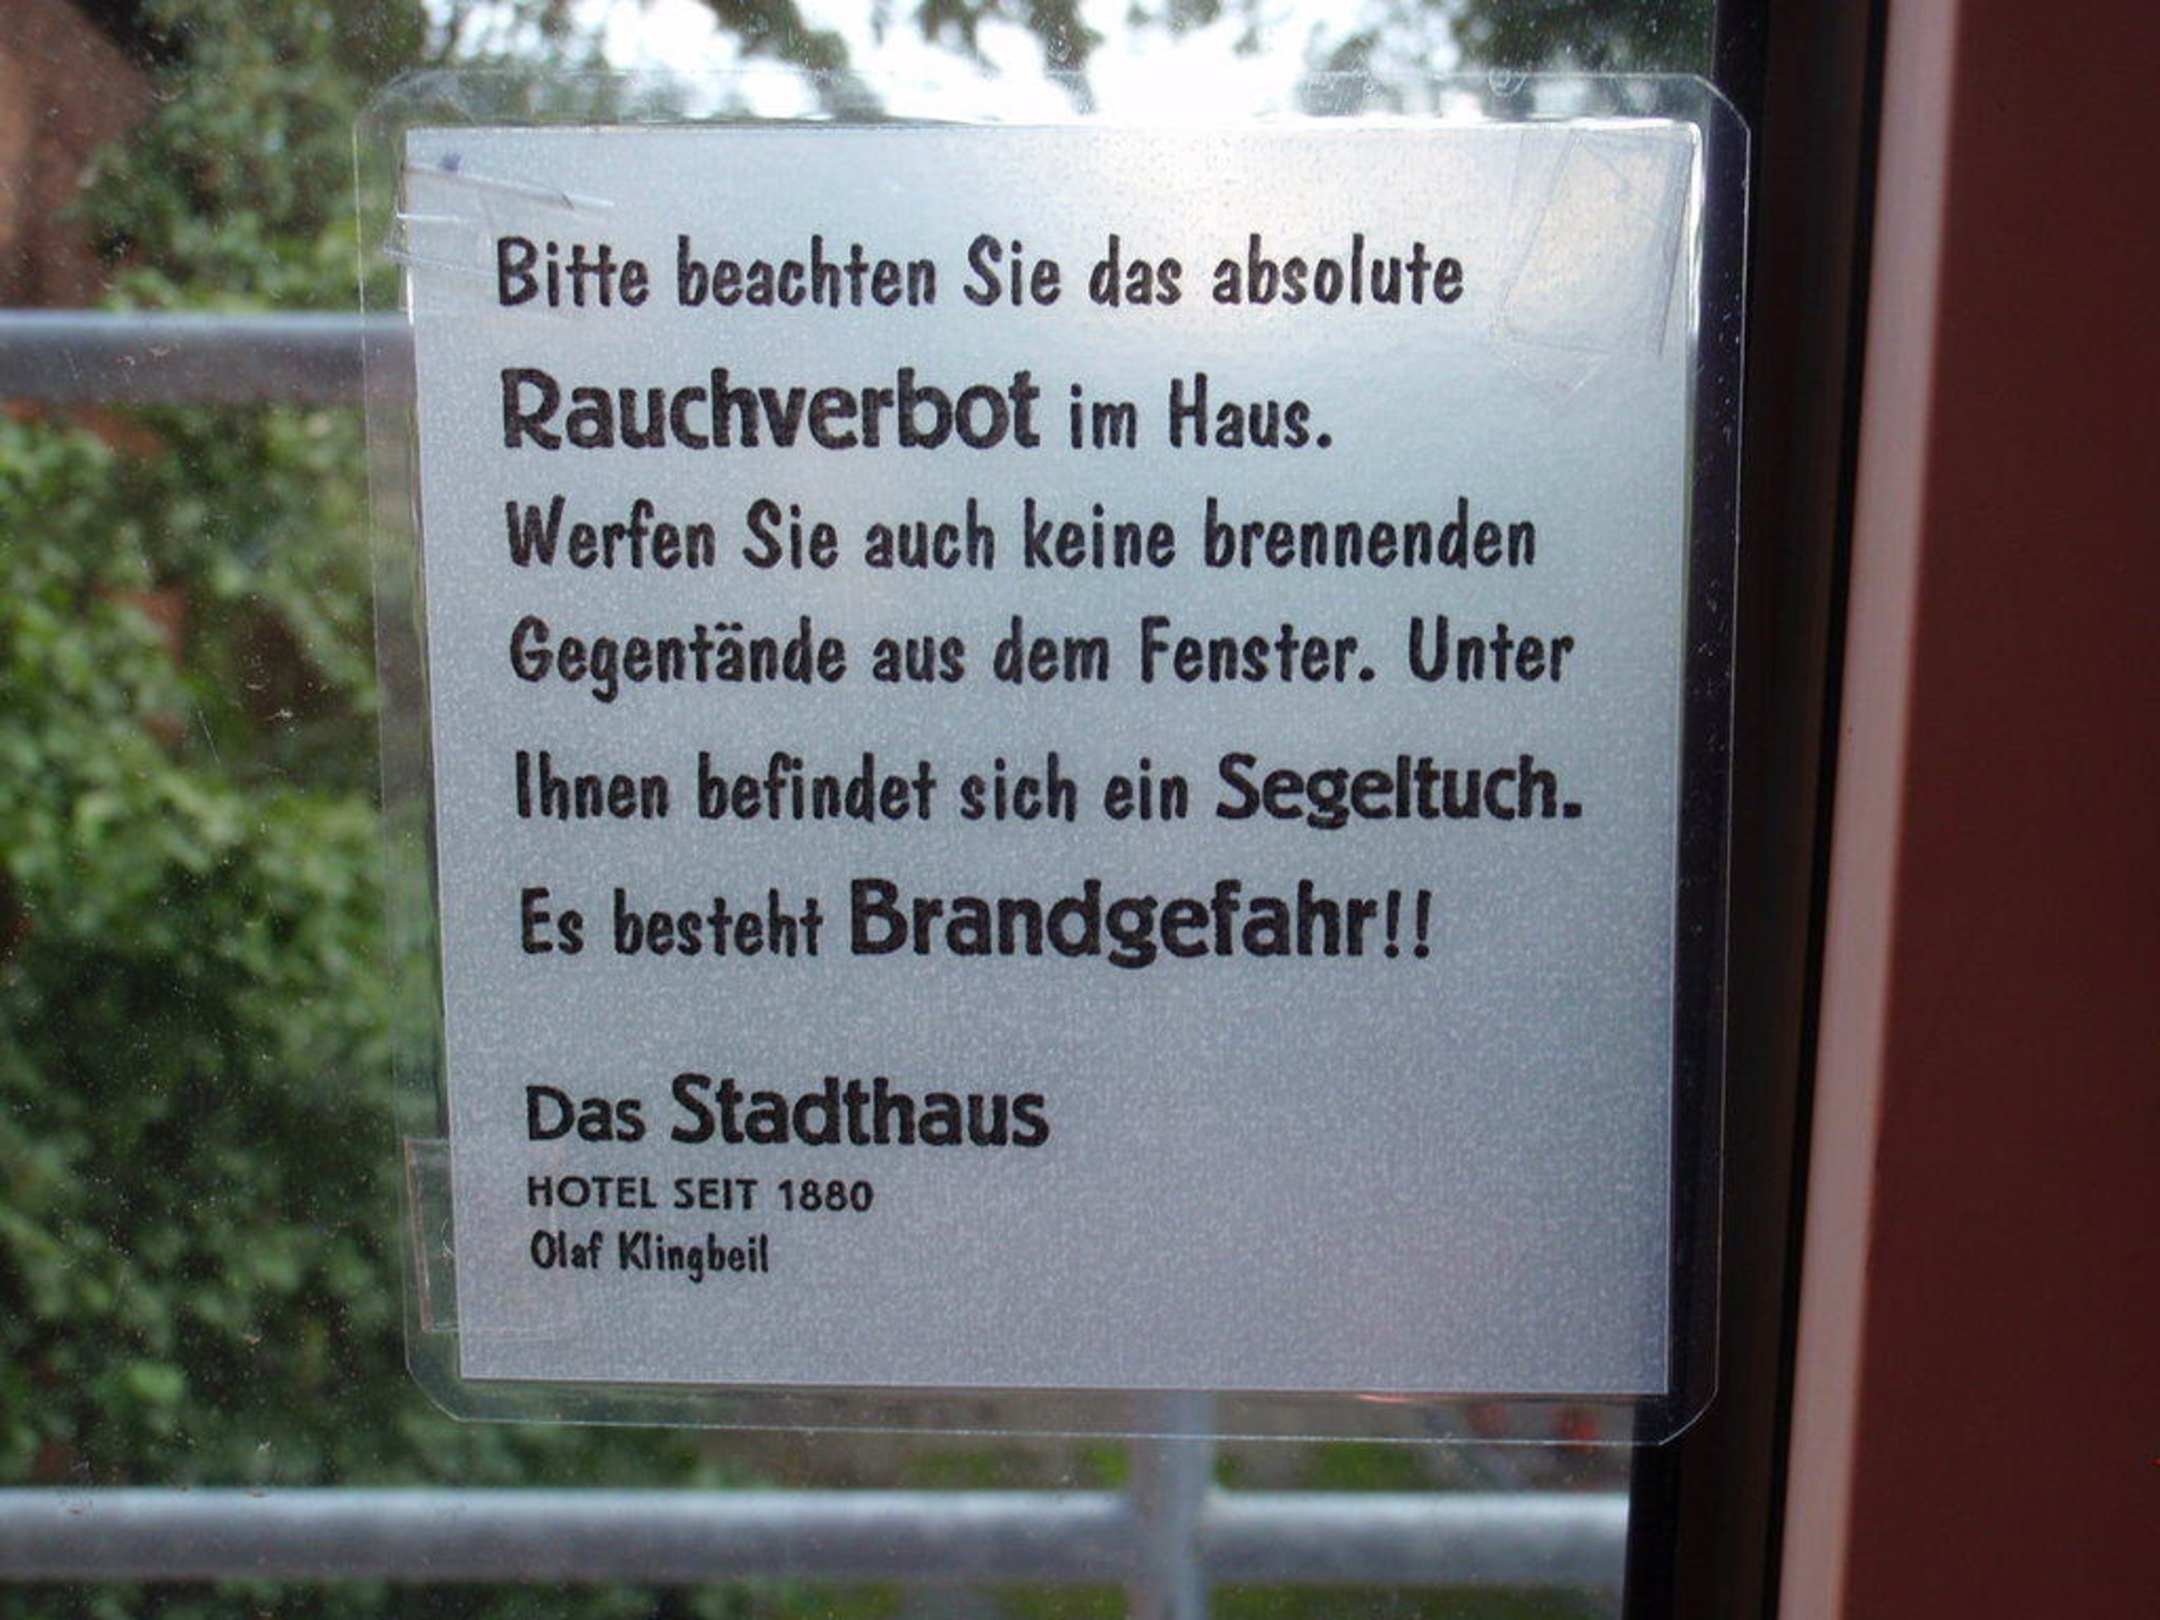 Bitte beachten Sie das absolute
Rauchverbot im Haus.
Werfen Sie auch keine brennenden
Gegentände aus dem Fenster. Unter
Ihnen befindet sich ein Segeltuch.
Es besteht Brandgefahr!!
Das Stadthaus
HOTEL SEIT 1880
Olaf Klingbeil